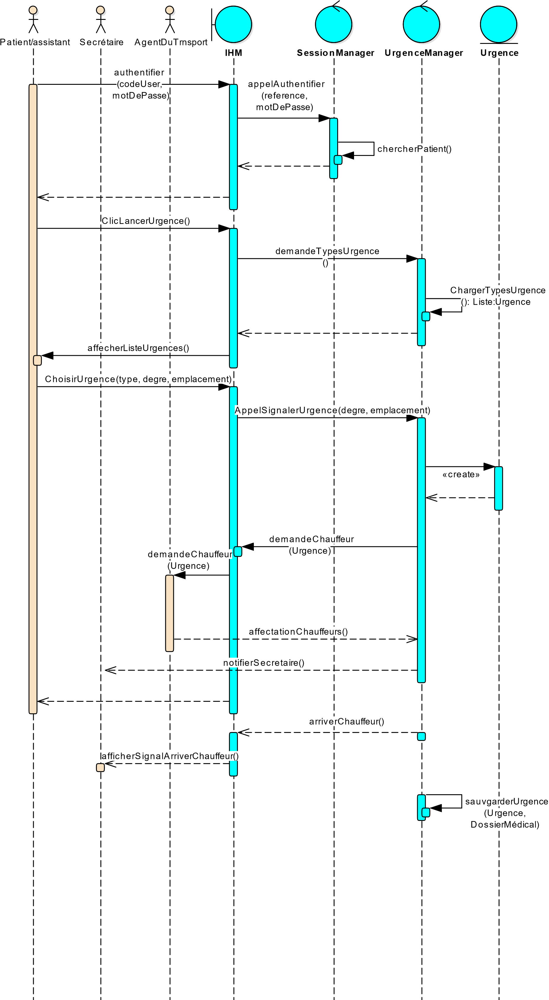 Patient/assistant
Secrétaire
AgentDuTrnsport
IHM
SessionManager
UrgenceManager
Urgence
authentifier
(codeUser,
motDePasse)
appelAuthentifier
(reference,
motDePasse)
chercherPatient()
ClicLancerUrgence()
demandeTypesUrgence
()
ChargerTypesUrgence
(): Liste:Urgence
affecherListeUrgences()
ChoisirUrgence(type, degre, emplacement)
AppelSignalerUrgence(degre, emplacement)
«create»
demandeChauffeur
(Urgence)
demandeChauffeur
(Urgence)
affectationChauffeurs()
notifierSecretaire()
arriverChauffeur()
afficherSignalArriverChauffeur()
sauvgarderUrgence
(Urgence,
DossierMédical)